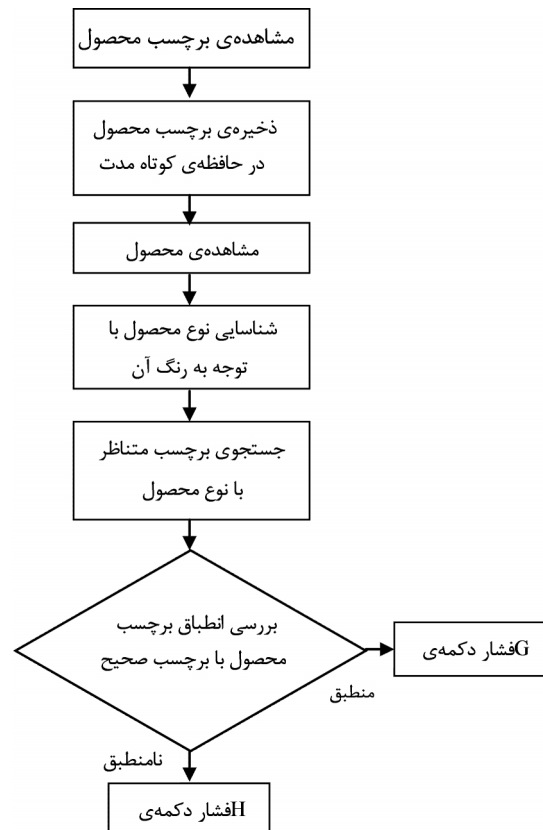 مشاهده‌ی برچسب محصول
ذخیره‌ی برچسب محصول
در حافظه‌ی کوتاه مدت
مشاهده‌ی محصول
شناسایی نوع محصول با
توجه به رنگ آن
جستجوی برچسب متناظر
با نوع محصول
بررسی انطباق برچسب
محصول با برچسب صحیح
منطبق
فشار دکمه‌ی G
نامنطبق
فشار دکمه‌ی H